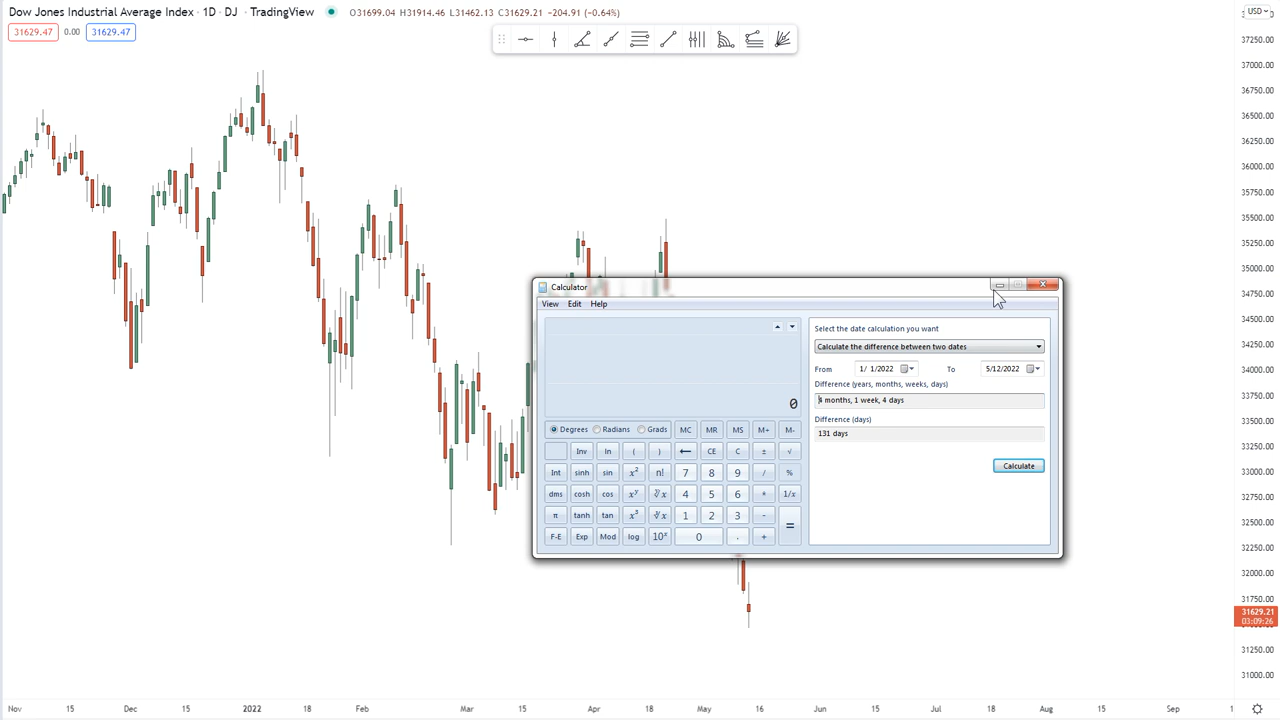 Dow Jones Industrial Average Index · 1D · DJ · TradingView
O31699.04 H31914.46 L31462.13 C31629.21 −204.91 (−0.64%)
USD
31629.47 0.00 31629.47
37250.00
37000.00
36750.00
36500.00
36250.00
36000.00
35750.00
35500.00
35250.00
35000.00
34750.00
34500.00
34250.00
34000.00
33750.00
33500.00
33250.00
33000.00
32750.00
32500.00
32250.00
32000.00
31750.00
31629.21
03:09:26
31250.00
31000.00
Calculator
View Edit Help
0
Degrees Radians Grads MC MR MS M+ M-
Inv ln ( ) ← CE C ± √
Int sinh sin x² n! 7 8 9 / %
dms cosh cos xʸ ʸ√x 4 5 6 * 1/x
π tanh tan x³ ³√x 1 2 3 - =
F-E Exp Mod log 10ˣ 0 . +
Select the date calculation you want
Calculate the difference between two dates
From 1/ 1/2022 To 5/12/2022
Difference (years, months, weeks, days)
4 months, 1 week, 4 days
Difference (days)
131 days
Calculate
Nov 15 Dec 15 2022 18 Feb Mar 15 Apr 18 May 16 Jun 15 Jul 18 Aug 15 Sep 1